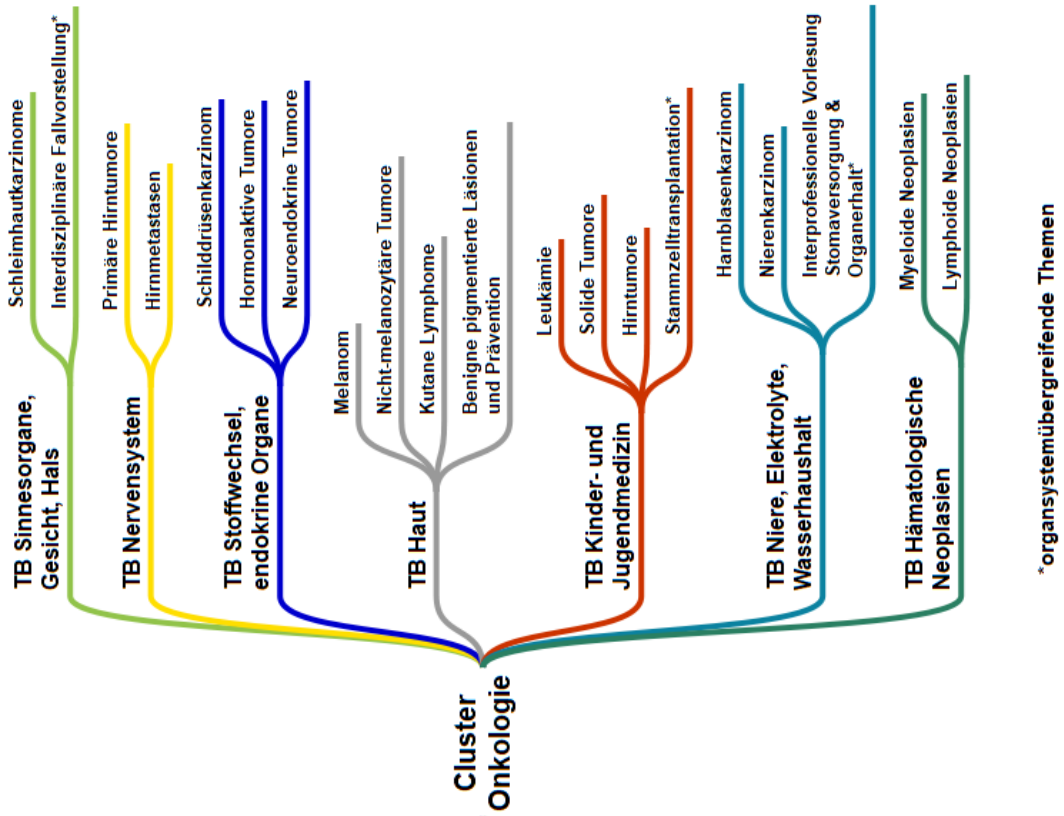 Cluster
Onkologie
TB Sinnesorgane,
Gesicht, Hals
Schleimhautkarzinome
Interdisziplinäre Fallvorstellung*
TB Nervensystem
Primäre Hirntumore
Hirnmetastasen
TB Stoffwechsel,
endokrine Organe
Schilddrüsenkarzinom
Hormonaktive Tumore
Neuroendokrine Tumore
TB Haut
Melanom
Nicht-melanozytäre Tumore
Kutane Lymphome
Benigne pigmentierte Läsionen
und Prävention
TB Kinder- und
Jugendmedizin
Leukämie
Solide Tumore
Hirntumore
Stammzelltransplantation*
TB Niere, Elektrolyte,
Wasserhaushalt
Harnblasenkarzinom
Nierenkarzinom
Interprofessionelle Vorlesung
Stomaversorgung &
Organerhalt*
TB Hämatologische
Neoplasien
Myeloide Neoplasien
Lymphoide Neoplasien
*organsystemübergreifende Themen